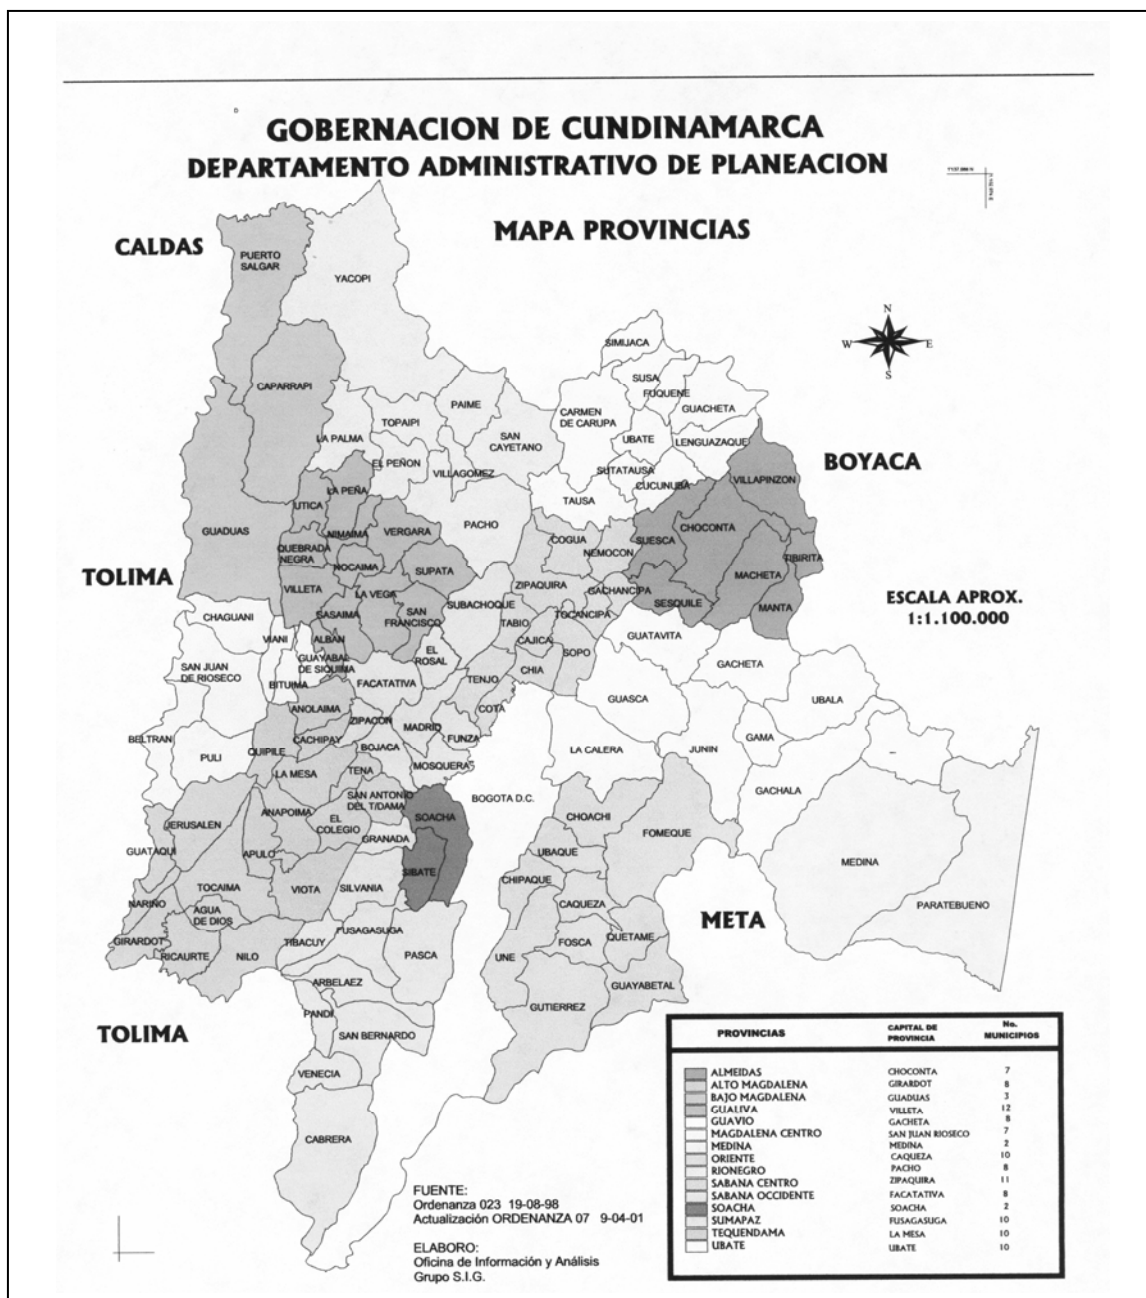 GOBERNACION DE CUNDINAMARCA
DEPARTAMENTO ADMINISTRATIVO DE PLANEACION
MAPA PROVINCIAS
CALDAS
PUERTO
SALGAR
YACOPI
N
W E
S
SIMIJACA
SUSA
FUQUENE
GUACHETA
CAPARRAPI
PAIME
TOPAIPI
CARMEN
DE CARUPA
LA PALMA
SAN
CAYETANO
UBATE
LENGUAZAQUE
BOYACA
EL PEÑON
VILLAGOMEZ
SUTATAUSA
CUCUNUBA
VILLAPINZON
LA PEÑA
UTICA
TAUSA
GUADUAS
NIMAIMA
VERGARA
PACHO
COGUA
SUESCA
CHOCONTA
QUEBRADA
NEGRA
NEMOCON
TIBIRITA
NOCAIMA
SUPATA
MACHETA
TOLIMA
VILLETA
LA VEGA
ZIPAQUIRA
GACHANCIPA
SESQUILE
MANTA
ESCALA APROX.
1:1.100.000
CHAGUANI
SASAIMA
SAN
FRANCISCO
SUBACHOQUE
TABIO
TOCANCIPA
VIANI
ALBAN
CAJICA
GUATAVITA
SAN JUAN
DE RIOSECO
GUAYABAL
DE SIQUIMA
EL
ROSAL
SOPO
GACHETA
BITUIMA
FACATATIVA
TENJO
CHIA
UBALA
GUASCA
ANOLAIMA
ZIPACON
MADRID
COTA
BELTRAN
CACHIPAY
BOJACA
FUNZA
LA CALERA
JUNIN
GAMA
PULI
QUIPILE
LA MESA
TENA
MOSQUERA
GACHALA
SAN ANTONIO
DEL T/DAMA
BOGOTA D.C.
SOACHA
CHOACHI
JERUSALEN
ANAPOIMA
EL
COLEGIO
GRANADA
FOMEQUE
GUATAQUI
APULO
UBAQUE
MEDINA
SIBATE
CHIPAQUE
TOCAIMA
VIOTA
SILVANIA
CAQUEZA
META
PARATEBUENO
NARIÑO
AGUA
DE DIOS
FUSAGASUGA
FOSCA
QUETAME
GIRARDOT
RICAURTE
NILO
TIBACUY
PASCA
UNE
ARBELAEZ
GUAYABETAL
GUTIERREZ
PANDI
TOLIMA
SAN BERNARDO
VENECIA
CABRERA
PROVINCIAS CAPITAL DE PROVINCIA No. MUNICIPIOS
ALMEIDAS CHOCONTA 7
ALTO MAGDALENA GIRARDOT 8
BAJO MAGDALENA GUADUAS 3
GUALIVA VILLETA 12
GUAVIO GACHETA 8
MAGDALENA CENTRO SAN JUAN RIOSECO 7
MEDINA MEDINA 2
ORIENTE CAQUEZA 10
RIONEGRO PACHO 8
SABANA CENTRO ZIPAQUIRA 11
SABANA OCCIDENTE FACATATIVA 8
SOACHA SOACHA 2
SUMAPAZ FUSAGASUGA 10
TEQUENDAMA LA MESA 10
UBATE UBATE 10
FUENTE:
Ordenanza 023 19-08-98
Actualización ORDENANZA 07 9-04-01
ELABORO:
Oficina de Información y Análisis
Grupo S.I.G.